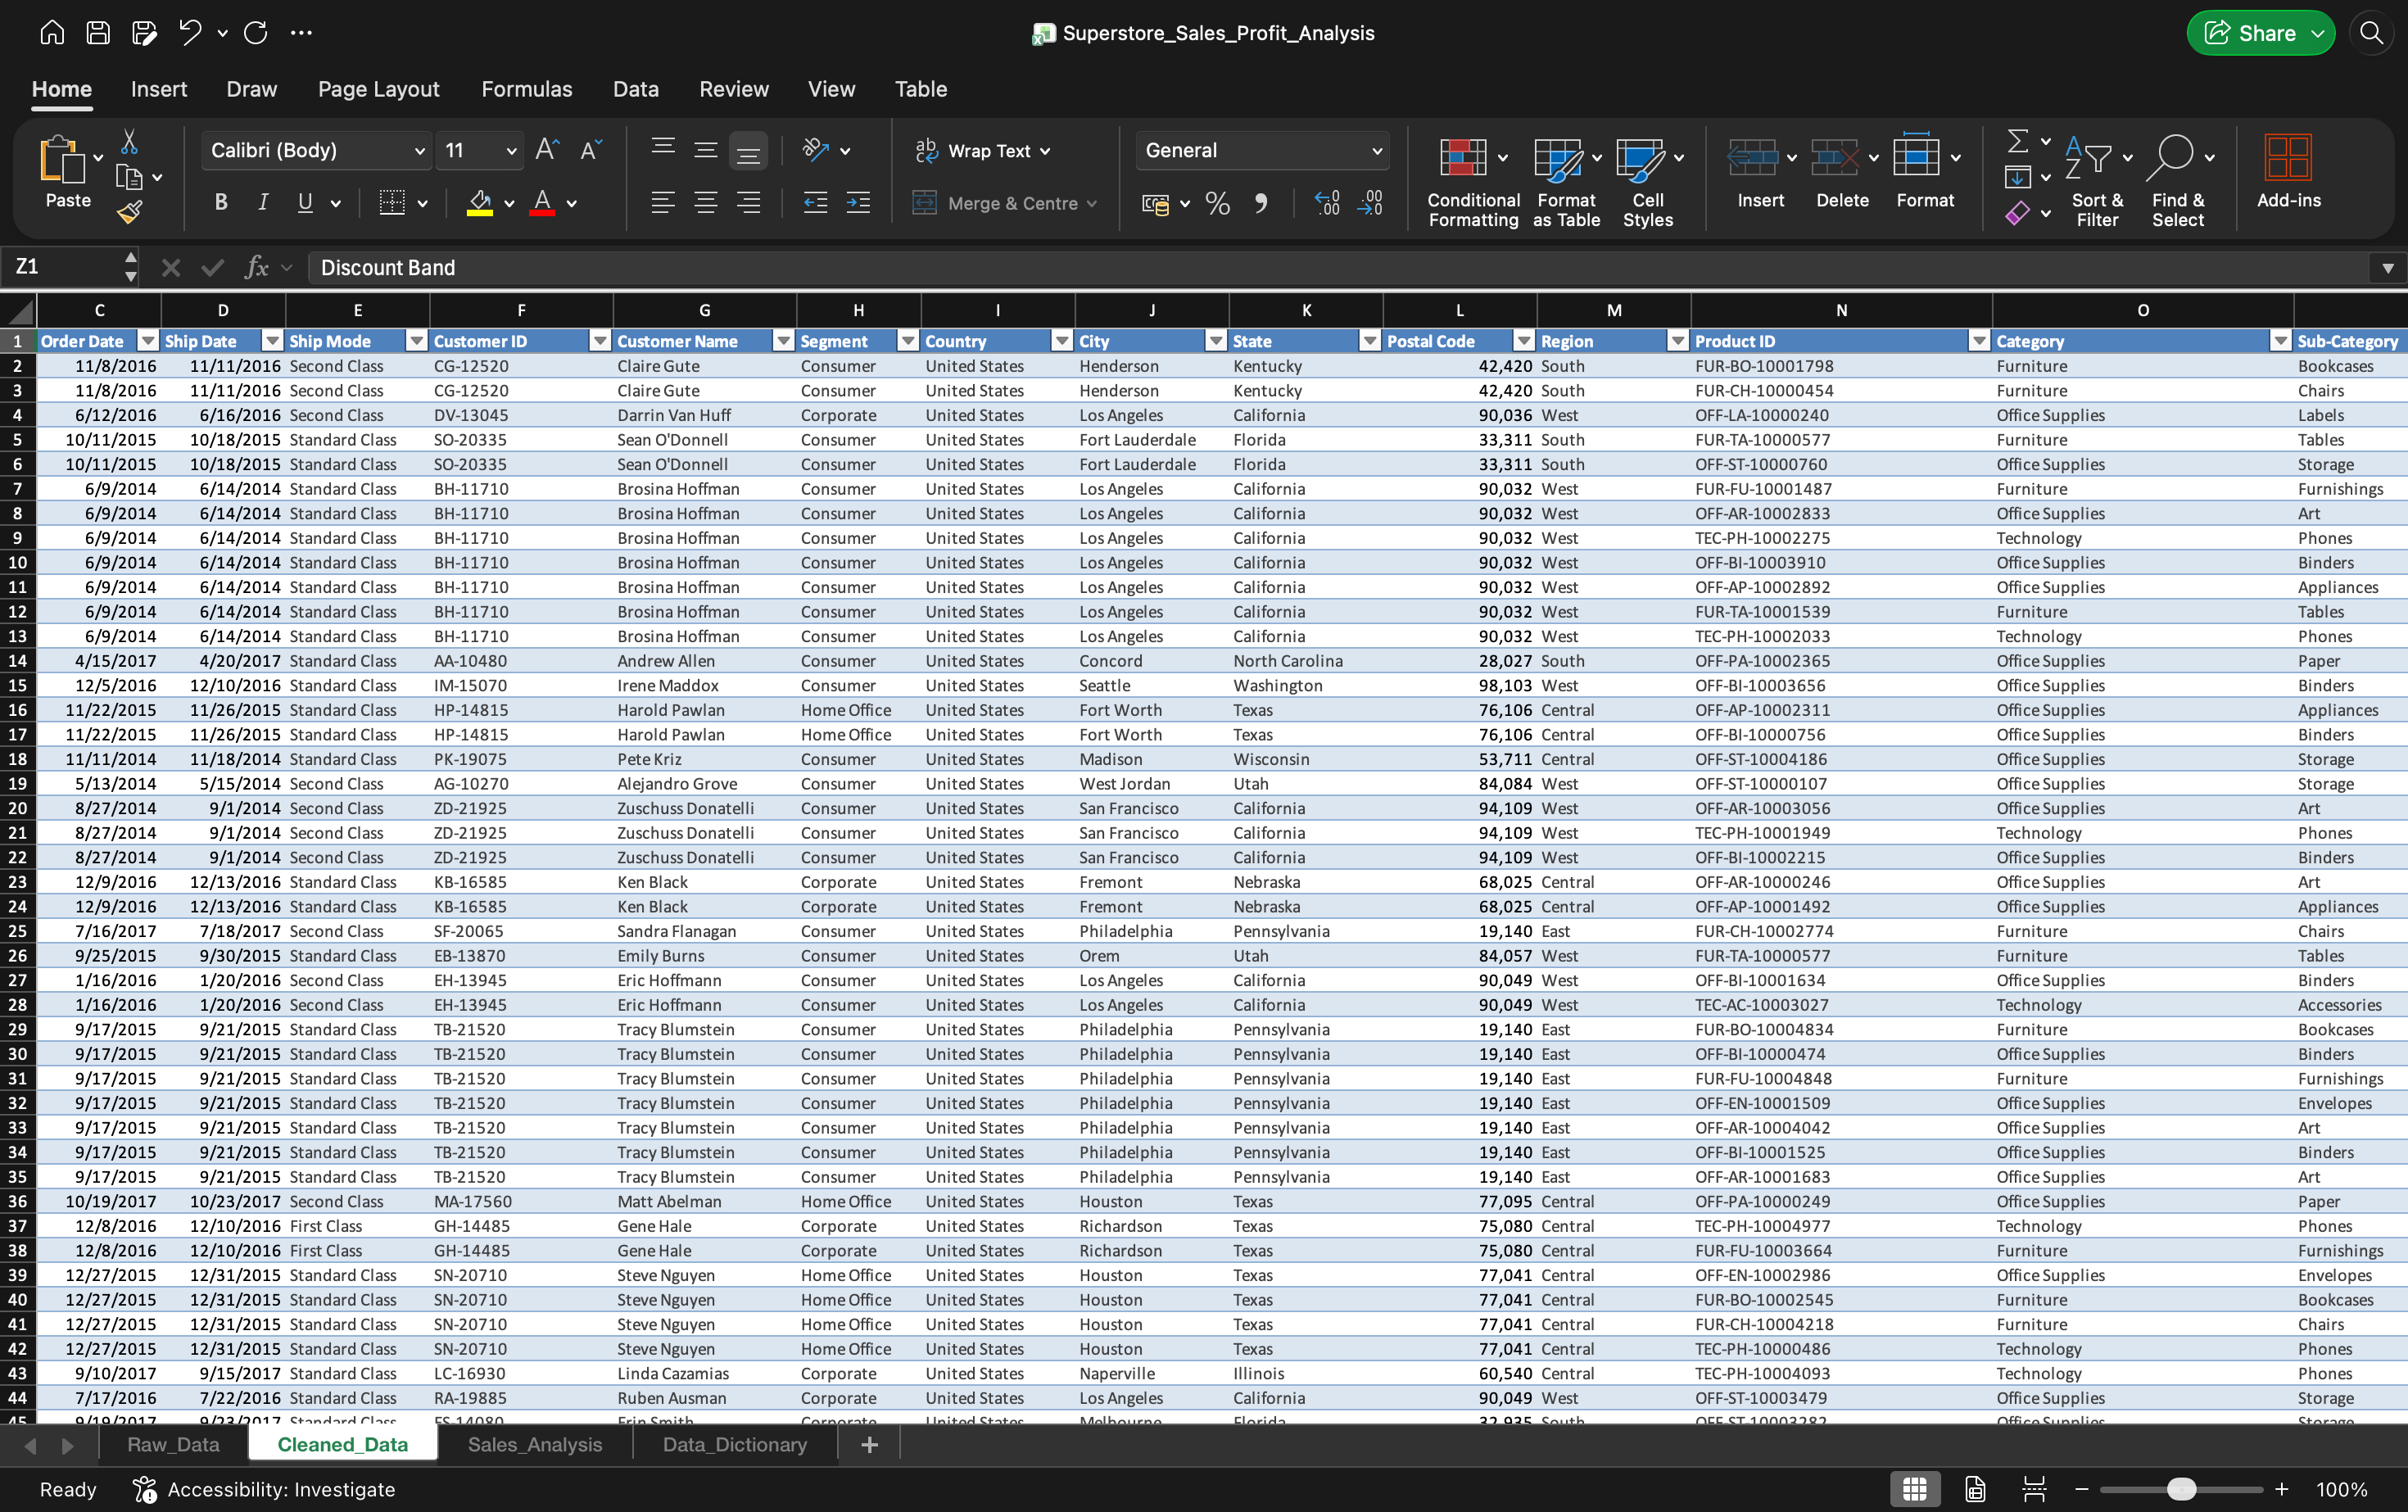 Superstore_Sales_Profit_Analysis
Share
Home Insert Draw Page Layout Formulas Data Review View Table
Paste
Calibri (Body) 11
B I U
Wrap Text
Merge & Centre
General
Conditional Formatting
Format as Table
Cell Styles
Insert Delete Format
Sort & Filter
Find & Select
Add-ins
Z1 fx Discount Band
C D E F G H I J K L M N O
1 Order Date Ship Date Ship Mode Customer ID Customer Name Segment Country City State Postal Code Region Product ID Category Sub-Category
2 11/8/2016 11/11/2016 Second Class CG-12520 Claire Gute Consumer United States Henderson Kentucky 42,420 South FUR-BO-10001798 Furniture Bookcases
3 11/8/2016 11/11/2016 Second Class CG-12520 Claire Gute Consumer United States Henderson Kentucky 42,420 South FUR-CH-10000454 Furniture Chairs
4 6/12/2016 6/16/2016 Second Class DV-13045 Darrin Van Huff Corporate United States Los Angeles California 90,036 West OFF-LA-10000240 Office Supplies Labels
5 10/11/2015 10/18/2015 Standard Class SO-20335 Sean O'Donnell Consumer United States Fort Lauderdale Florida 33,311 South FUR-TA-10000577 Furniture Tables
6 10/11/2015 10/18/2015 Standard Class SO-20335 Sean O'Donnell Consumer United States Fort Lauderdale Florida 33,311 South OFF-ST-10000760 Office Supplies Storage
7 6/9/2014 6/14/2014 Standard Class BH-11710 Brosina Hoffman Consumer United States Los Angeles California 90,032 West FUR-FU-10001487 Furniture Furnishings
8 6/9/2014 6/14/2014 Standard Class BH-11710 Brosina Hoffman Consumer United States Los Angeles California 90,032 West OFF-AR-10002833 Office Supplies Art
9 6/9/2014 6/14/2014 Standard Class BH-11710 Brosina Hoffman Consumer United States Los Angeles California 90,032 West TEC-PH-10002275 Technology Phones
10 6/9/2014 6/14/2014 Standard Class BH-11710 Brosina Hoffman Consumer United States Los Angeles California 90,032 West OFF-BI-10003910 Office Supplies Binders
11 6/9/2014 6/14/2014 Standard Class BH-11710 Brosina Hoffman Consumer United States Los Angeles California 90,032 West OFF-AP-10002892 Office Supplies Appliances
12 6/9/2014 6/14/2014 Standard Class BH-11710 Brosina Hoffman Consumer United States Los Angeles California 90,032 West FUR-TA-10001539 Furniture Tables
13 6/9/2014 6/14/2014 Standard Class BH-11710 Brosina Hoffman Consumer United States Los Angeles California 90,032 West TEC-PH-10002033 Technology Phones
14 4/15/2017 4/20/2017 Standard Class AA-10480 Andrew Allen Consumer United States Concord North Carolina 28,027 South OFF-PA-10002365 Office Supplies Paper
15 12/5/2016 12/10/2016 Standard Class IM-15070 Irene Maddox Consumer United States Seattle Washington 98,103 West OFF-BI-10003656 Office Supplies Binders
16 11/22/2015 11/26/2015 Standard Class HP-14815 Harold Pawlan Home Office United States Fort Worth Texas 76,106 Central OFF-AP-10002311 Office Supplies Appliances
17 11/22/2015 11/26/2015 Standard Class HP-14815 Harold Pawlan Home Office United States Fort Worth Texas 76,106 Central OFF-BI-10000756 Office Supplies Binders
18 11/11/2014 11/18/2014 Standard Class PK-19075 Pete Kriz Consumer United States Madison Wisconsin 53,711 Central OFF-ST-10004186 Office Supplies Storage
19 5/13/2014 5/15/2014 Second Class AG-10270 Alejandro Grove Consumer United States West Jordan Utah 84,084 West OFF-ST-10000107 Office Supplies Storage
20 8/27/2014 9/1/2014 Second Class ZD-21925 Zuschuss Donatelli Consumer United States San Francisco California 94,109 West OFF-AR-10003056 Office Supplies Art
21 8/27/2014 9/1/2014 Second Class ZD-21925 Zuschuss Donatelli Consumer United States San Francisco California 94,109 West TEC-PH-10001949 Technology Phones
22 8/27/2014 9/1/2014 Second Class ZD-21925 Zuschuss Donatelli Consumer United States San Francisco California 94,109 West OFF-BI-10002215 Office Supplies Binders
23 12/9/2016 12/13/2016 Standard Class KB-16585 Ken Black Corporate United States Fremont Nebraska 68,025 Central OFF-AR-10000246 Office Supplies Art
24 12/9/2016 12/13/2016 Standard Class KB-16585 Ken Black Corporate United States Fremont Nebraska 68,025 Central OFF-AP-10001492 Office Supplies Appliances
25 7/16/2017 7/18/2017 Second Class SF-20065 Sandra Flanagan Consumer United States Philadelphia Pennsylvania 19,140 East FUR-CH-10002774 Furniture Chairs
26 9/25/2015 9/30/2015 Standard Class EB-13870 Emily Burns Consumer United States Orem Utah 84,057 West FUR-TA-10000577 Furniture Tables
27 1/16/2016 1/20/2016 Second Class EH-13945 Eric Hoffmann Consumer United States Los Angeles California 90,049 West OFF-BI-10001634 Office Supplies Binders
28 1/16/2016 1/20/2016 Second Class EH-13945 Eric Hoffmann Consumer United States Los Angeles California 90,049 West TEC-AC-10003027 Technology Accessories
29 9/17/2015 9/21/2015 Standard Class TB-21520 Tracy Blumstein Consumer United States Philadelphia Pennsylvania 19,140 East FUR-BO-10004834 Furniture Bookcases
30 9/17/2015 9/21/2015 Standard Class TB-21520 Tracy Blumstein Consumer United States Philadelphia Pennsylvania 19,140 East OFF-BI-10000474 Office Supplies Binders
31 9/17/2015 9/21/2015 Standard Class TB-21520 Tracy Blumstein Consumer United States Philadelphia Pennsylvania 19,140 East FUR-FU-10004848 Furniture Furnishings
32 9/17/2015 9/21/2015 Standard Class TB-21520 Tracy Blumstein Consumer United States Philadelphia Pennsylvania 19,140 East OFF-EN-10001509 Office Supplies Envelopes
33 9/17/2015 9/21/2015 Standard Class TB-21520 Tracy Blumstein Consumer United States Philadelphia Pennsylvania 19,140 East OFF-AR-10004042 Office Supplies Art
34 9/17/2015 9/21/2015 Standard Class TB-21520 Tracy Blumstein Consumer United States Philadelphia Pennsylvania 19,140 East OFF-BI-10001525 Office Supplies Binders
35 9/17/2015 9/21/2015 Standard Class TB-21520 Tracy Blumstein Consumer United States Philadelphia Pennsylvania 19,140 East OFF-AR-10001683 Office Supplies Art
36 10/19/2017 10/23/2017 Second Class MA-17560 Matt Abelman Home Office United States Houston Texas 77,095 Central OFF-PA-10000249 Office Supplies Paper
37 12/8/2016 12/10/2016 First Class GH-14485 Gene Hale Corporate United States Richardson Texas 75,080 Central TEC-PH-10004977 Technology Phones
38 12/8/2016 12/10/2016 First Class GH-14485 Gene Hale Corporate United States Richardson Texas 75,080 Central FUR-FU-10003664 Furniture Furnishings
39 12/27/2015 12/31/2015 Standard Class SN-20710 Steve Nguyen Home Office United States Houston Texas 77,041 Central OFF-EN-10002986 Office Supplies Envelopes
40 12/27/2015 12/31/2015 Standard Class SN-20710 Steve Nguyen Home Office United States Houston Texas 77,041 Central FUR-BO-10002545 Furniture Bookcases
41 12/27/2015 12/31/2015 Standard Class SN-20710 Steve Nguyen Home Office United States Houston Texas 77,041 Central FUR-CH-10004218 Furniture Chairs
42 12/27/2015 12/31/2015 Standard Class SN-20710 Steve Nguyen Home Office United States Houston Texas 77,041 Central TEC-PH-10000486 Technology Phones
43 9/10/2017 9/15/2017 Standard Class LC-16930 Linda Cazamias Corporate United States Naperville Illinois 60,540 Central TEC-PH-10004093 Technology Phones
44 7/17/2016 7/22/2016 Standard Class RA-19885 Ruben Ausman Corporate United States Los Angeles California 90,049 West OFF-ST-10003479 Office Supplies Storage
45 9/19/2017 9/23/2017 Standard Class ES-14080 Erin Smith Corporate United States Melbourne Florida 32,935 South OFF-ST-10003282 Office Supplies Storage
Raw_Data Cleaned_Data Sales_Analysis Data_Dictionary +
Ready Accessibility: Investigate 100%